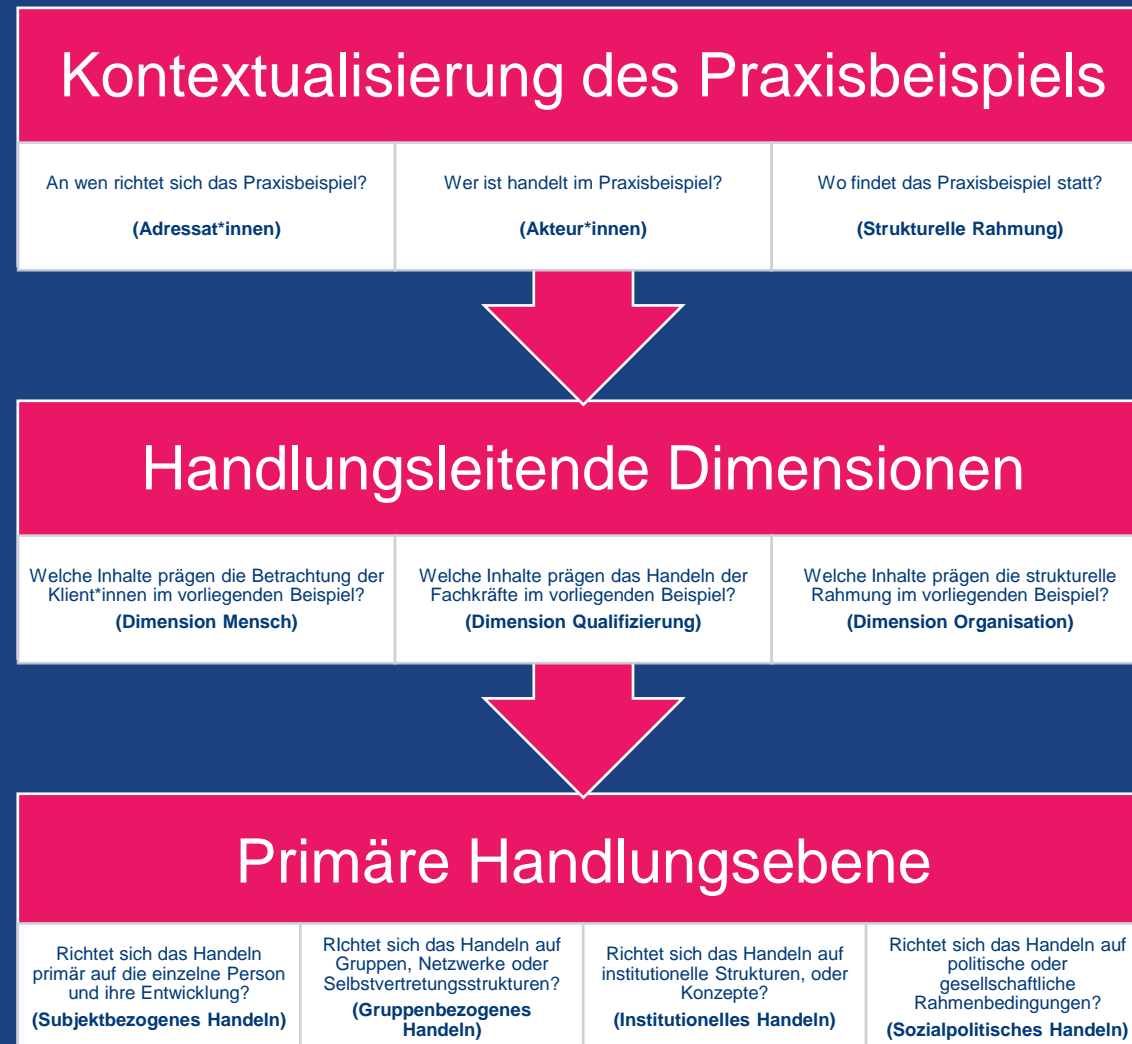 Kontextualisierung des Praxisbeispiels
An wen richtet sich das Praxisbeispiel?
(Adressat*innen)
Wer ist handelt im Praxisbeispiel?
(Akteur*innen)
Wo findet das Praxisbeispiel statt?
(Strukturelle Rahmung)
Handlungsleitende Dimensionen
Welche Inhalte prägen die Betrachtung der
Klient*innen im vorliegenden Beispiel?
(Dimension Mensch)
Welche Inhalte prägen das Handeln der
Fachkräfte im vorliegenden Beispiel?
(Dimension Qualifizierung)
Welche Inhalte prägen die strukturelle
Rahmung im vorliegenden Beispiel?
(Dimension Organisation)
Primäre Handlungsebene
Richtet sich das Handeln
primär auf die einzelne Person
und ihre Entwicklung?
(Subjektbezogenes Handeln)
RIchtet sich das Handeln auf
Gruppen, Netzwerke oder
Selbstvertretungsstrukturen?
(Gruppenbezogenes
Handeln)
Richtet sich das Handeln auf
institutionelle Strukturen, oder
Konzepte?
(Institutionelles Handeln)
Richtet sich das Handeln auf
politische oder
gesellschaftliche
Rahmenbedingungen?
(Sozialpolitisches Handeln)